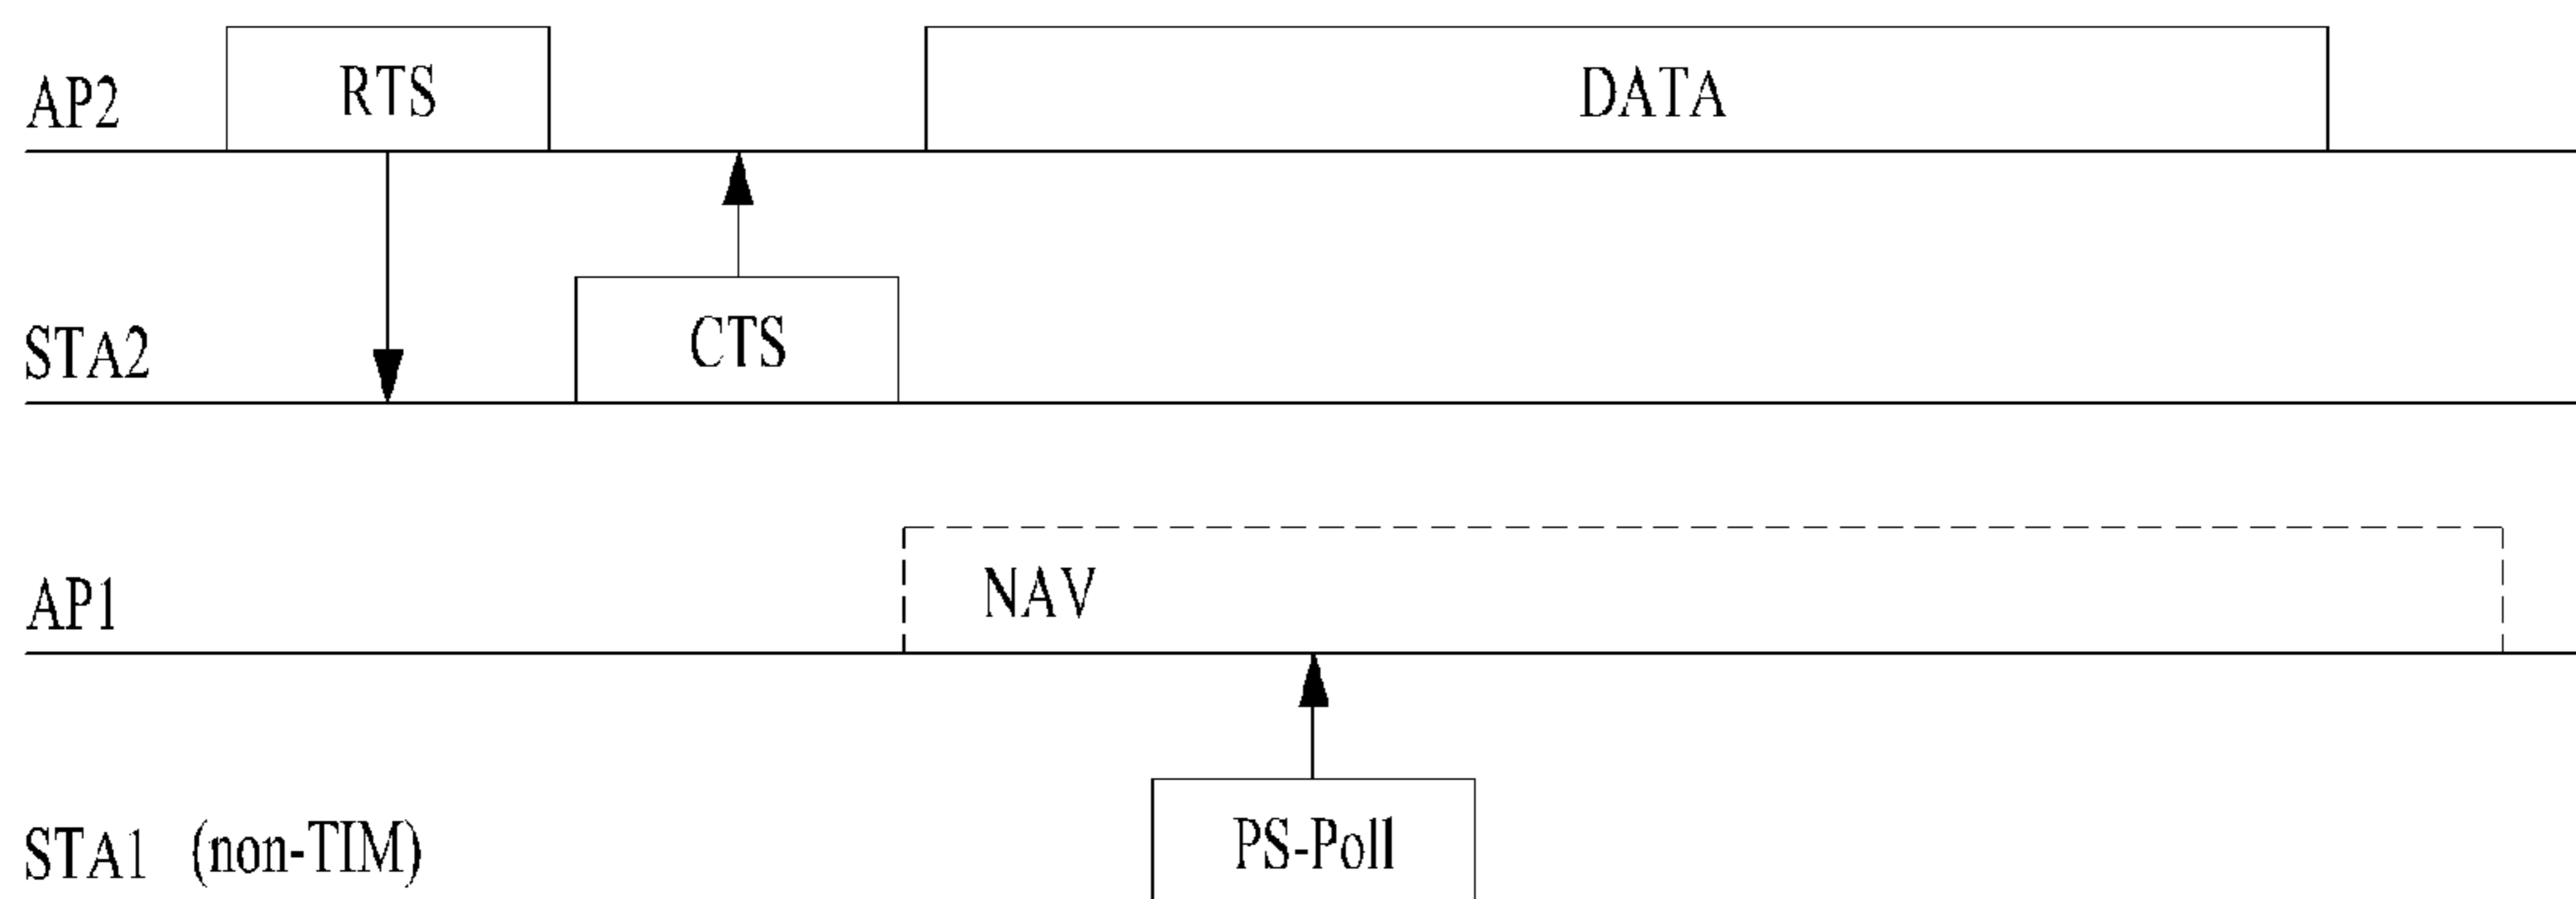 AP2
RTS
DATA
STA2
CTS
AP1
NAV
STA1 (non-TIM)
PS-Poll